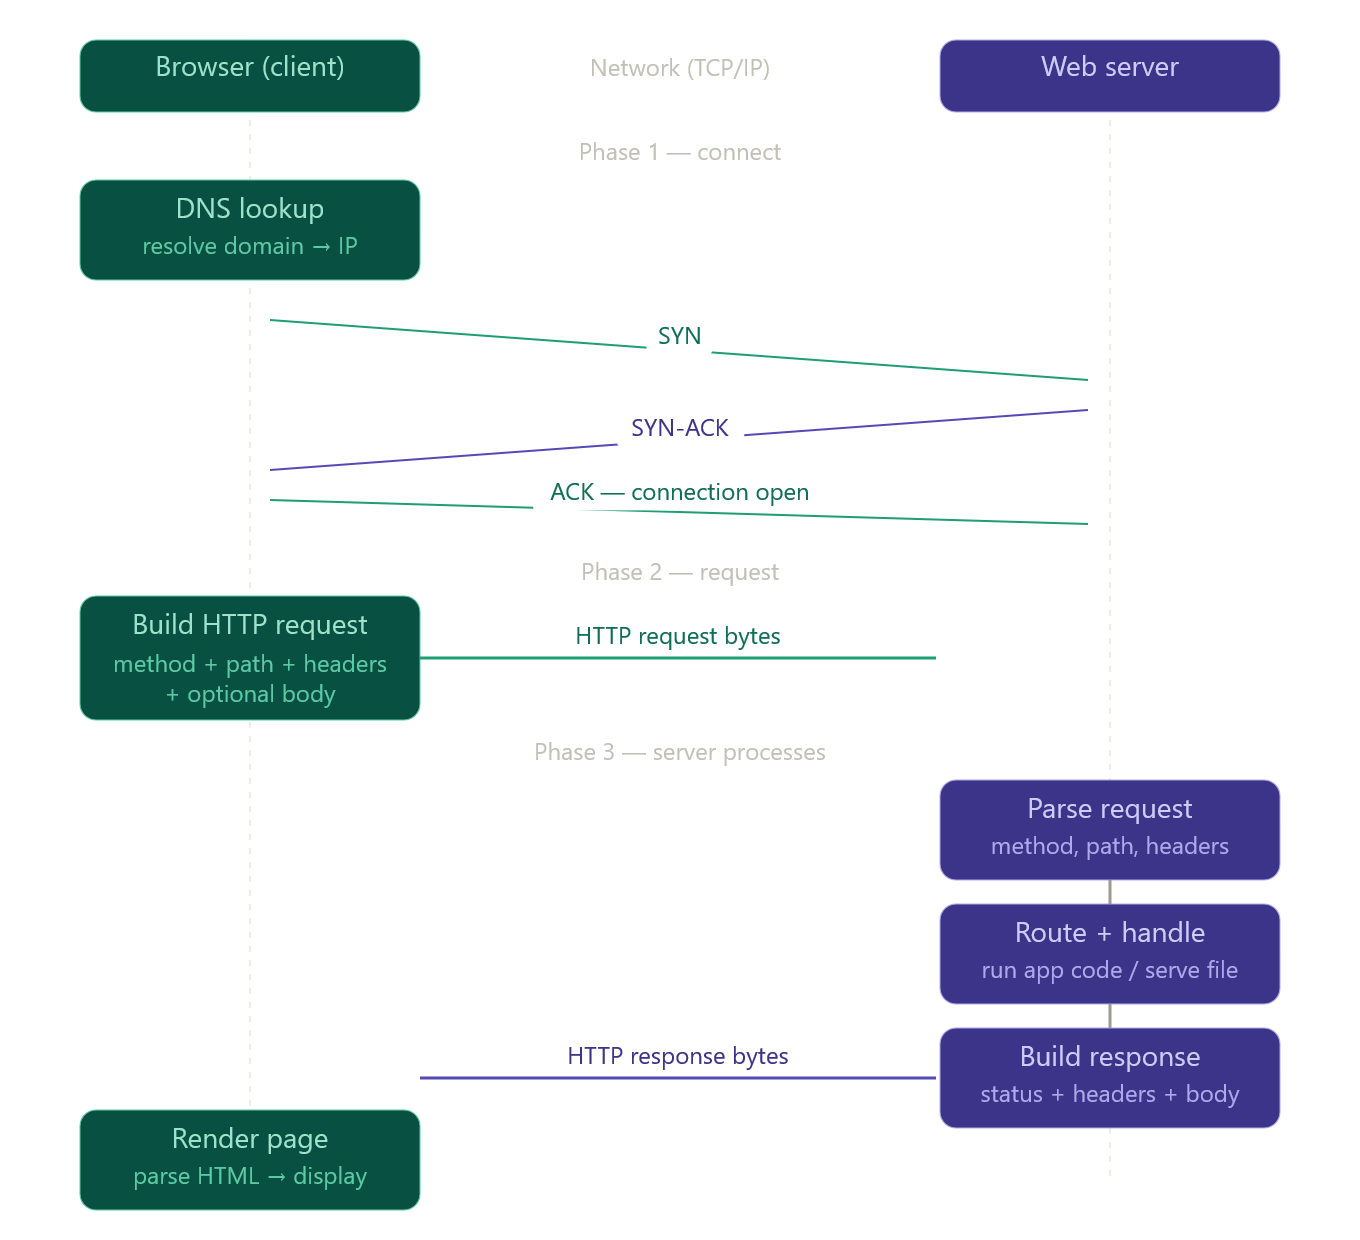 Browser (client)
Network (TCP/IP)
Web server
Phase 1 — connect
DNS lookup
resolve domain → IP
SYN
SYN-ACK
ACK — connection open
Phase 2 — request
Build HTTP request
method + path + headers
+ optional body
HTTP request bytes
Phase 3 — server processes
Parse request
method, path, headers
Route + handle
run app code / serve file
HTTP response bytes
Build response
status + headers + body
Render page
parse HTML → display